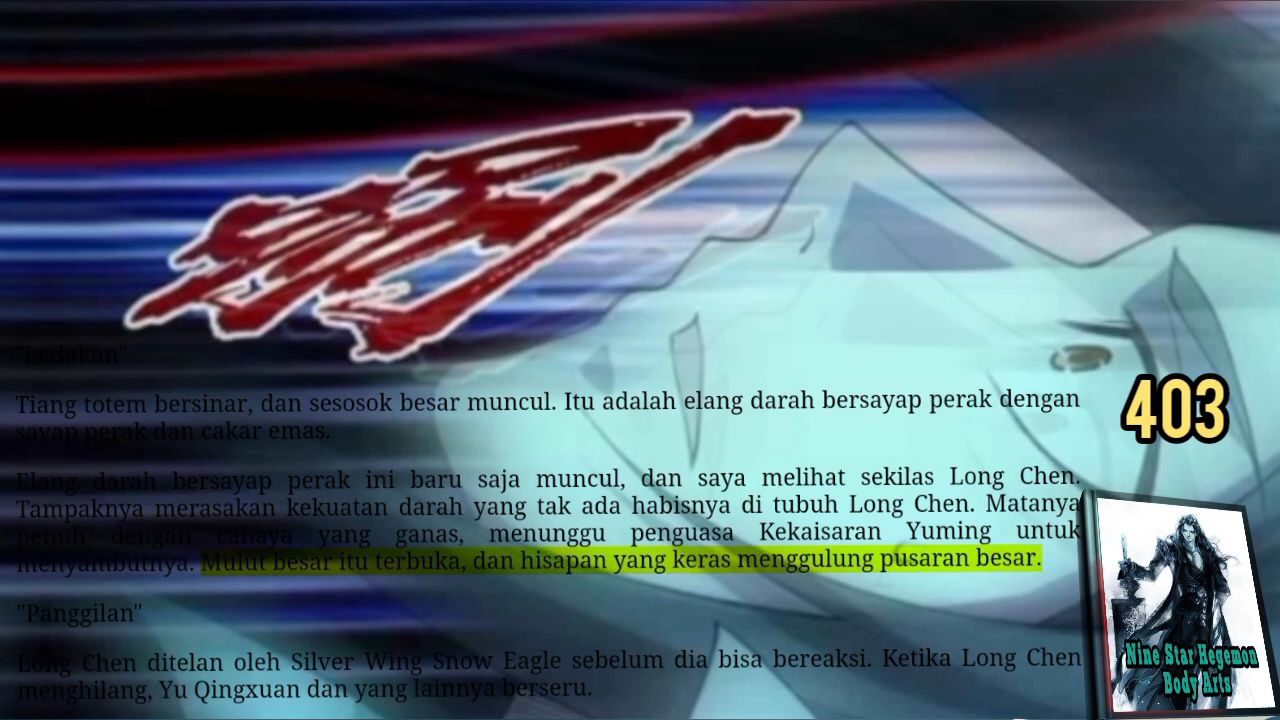 "Ledakan"
Tiang totem bersinar, dan sesosok besar muncul. Itu adalah elang darah bersayap perak dengan
sayap perak dan cakar emas.
Elang darah bersayap perak ini baru saja muncul, dan saya melihat sekilas Long Chen.
Tampaknya merasakan kekuatan darah yang tak ada habisnya di tubuh Long Chen. Matanya
penuh dengan cahaya yang ganas, menunggu penguasa Kekaisaran Yuming untuk
menyambutnya. Mulut besar itu terbuka, dan hisapan yang keras menggulung pusaran besar.
"Panggilan"
Long Chen ditelan oleh Silver Wing Snow Eagle sebelum dia bisa bereaksi. Ketika Long Chen
menghilang, Yu Qingxuan dan yang lainnya berseru.
403
Nine Star Hegemon
Body Arts